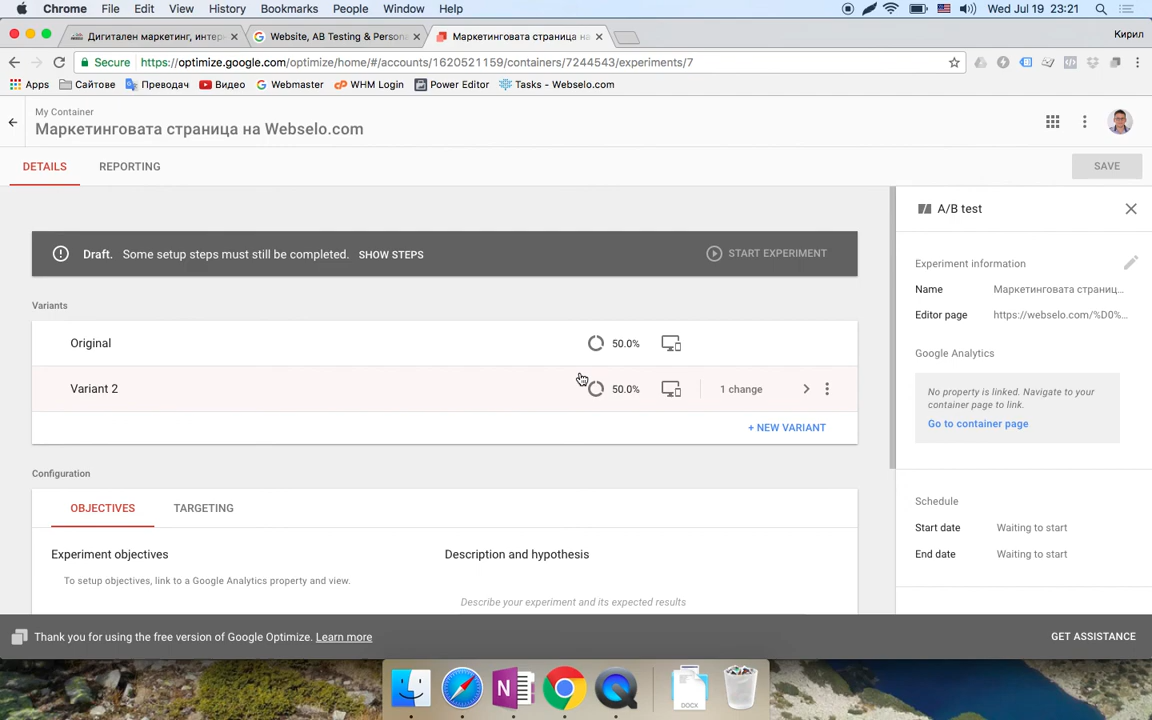 Chrome File Edit View History Bookmarks People Window Help Wed Jul 19 23:21
Дигитален маркетинг, интери Website, AB Testing & Persona Маркетинговата страница на Кирил
Secure https://optimize.google.com/optimize/home/#/accounts/1620521159/containers/7244543/experiments/7
Apps Сайтове Преводач Видео Webmaster WHM Login Power Editor Tasks - Webselo.com
My Container
Маркетинговата страница на Webselo.com
DETAILS REPORTING SAVE
A/B test
Draft. Some setup steps must still be completed. SHOW STEPS START EXPERIMENT
Experiment information
Name Маркетинговата страниц...
Editor page https://webselo.com/%D0%...
Variants
Original 50.0%
Variant 2 50.0% 1 change
+ NEW VARIANT
Google Analytics
No property is linked. Navigate to your
container page to link.
Go to container page
Configuration
OBJECTIVES TARGETING
Experiment objectives Description and hypothesis
To setup objectives, link to a Google Analytics property and view.
Describe your experiment and its expected results
Schedule
Start date Waiting to start
End date Waiting to start
Thank you for using the free version of Google Optimize. Learn more GET ASSISTANCE
DOCX